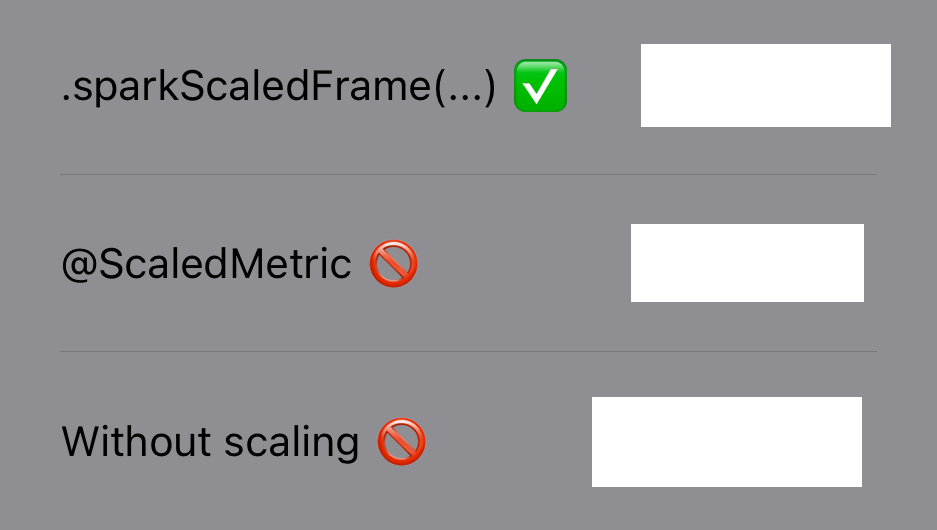 .sparkScaledFrame(...) ✅
@ScaledMetric 🚫
Without scaling 🚫